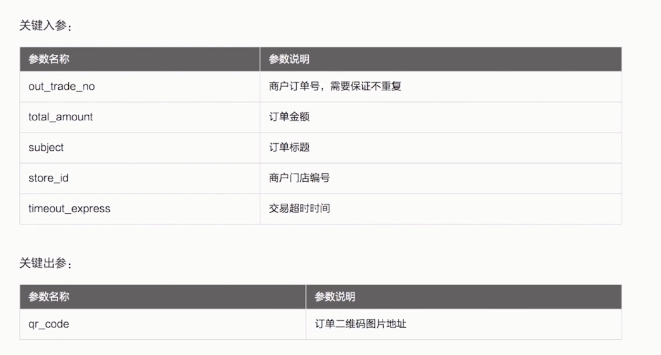 关键入参：
参数名称 参数说明
out_trade_no 商户订单号，需要保证不重复
total_amount 订单金额
subject 订单标题
store_id 商户门店编号
timeout_express 交易超时时间
关键出参：
参数名称 参数说明
qr_code 订单二维码图片地址